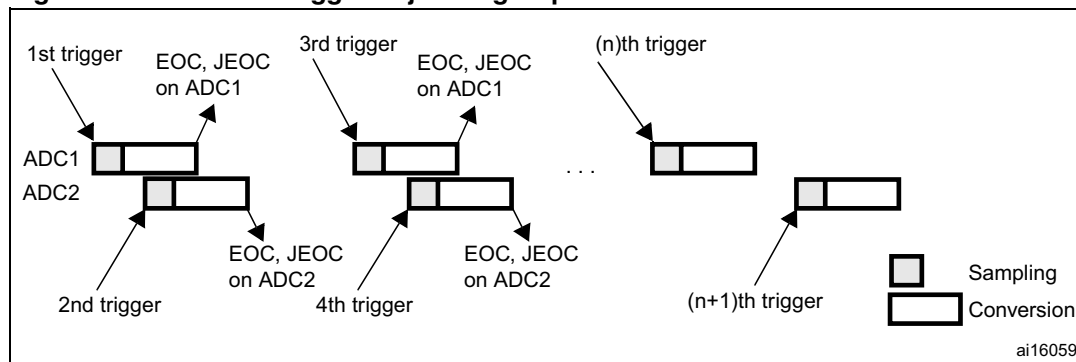 1st trigger
EOC, JEOC
on ADC1
3rd trigger
EOC, JEOC
on ADC1
(n)th trigger
ADC1
ADC2
. . .
EOC, JEOC
on ADC2
EOC, JEOC
on ADC2
2nd trigger
4th trigger
(n+1)th trigger
Sampling
Conversion
ai16059